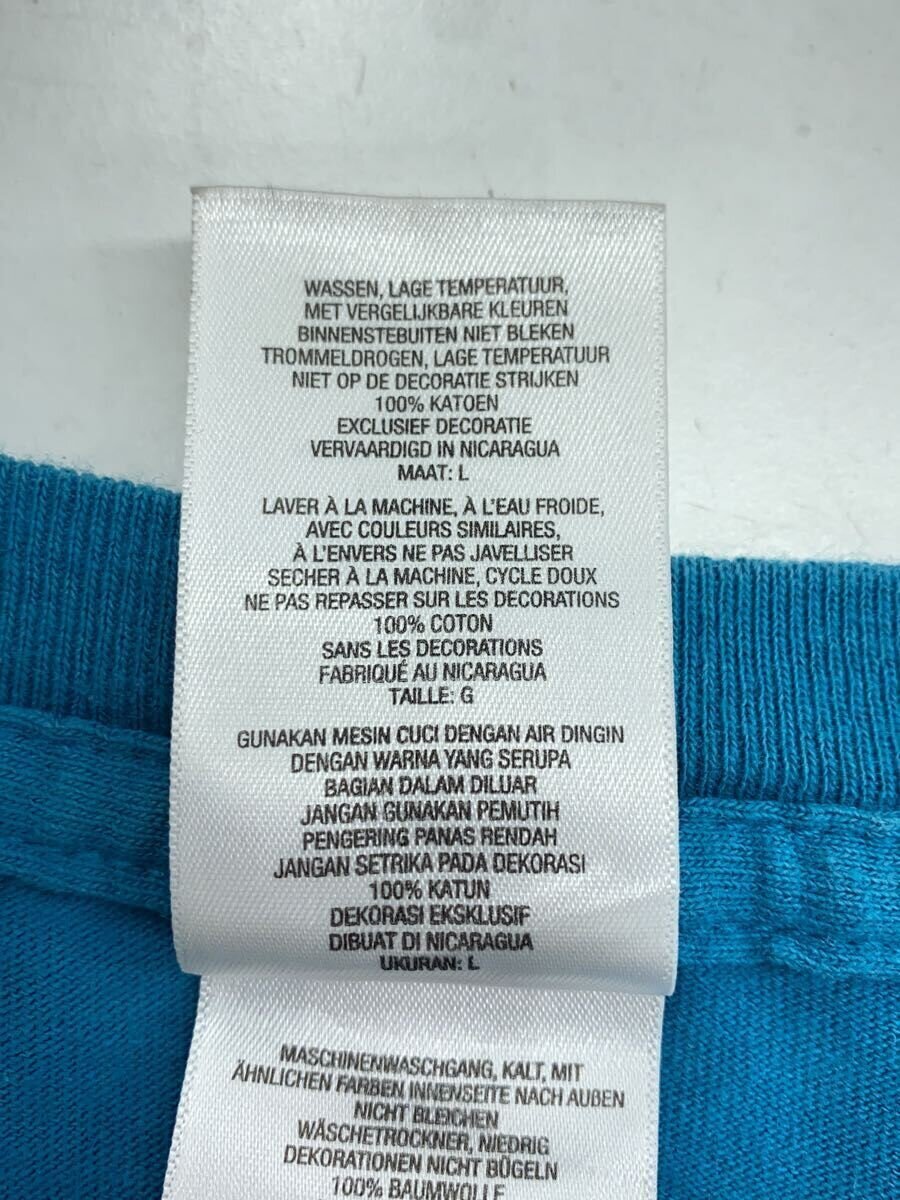 WASSEN, LAGE TEMPERATUUR,
MET VERGELIJKBARE KLEUREN
BINNENSTEBUITEN NIET BLEKEN
TROMMELDROGEN, LAGE TEMPERATUUR
NIET OP DE DECORATIE STRIJKEN
100% KATOEN
EXCLUSIEF DECORATIE
VERVAARDIGD IN NICARAGUA
MAAT: L
LAVER À LA MACHINE, À L'EAU FROIDE,
AVEC COULEURS SIMILAIRES,
À L'ENVERS NE PAS JAVELLISER
SECHER À LA MACHINE, CYCLE DOUX
NE PAS REPASSER SUR LES DECORATIONS
100% COTON
SANS LES DECORATIONS
FABRIQUÉ AU NICARAGUA
TAILLE: G
GUNAKAN MESIN CUCI DENGAN AIR DINGIN
DENGAN WARNA YANG SERUPA
BAGIAN DALAM DILUAR
JANGAN GUNAKAN PEMUTIH
PENGERING PANAS RENDAH
JANGAN SETRIKA PADA DEKORASI
100% KATUN
DEKORASI EKSKLUSIF
DIBUAT DI NICARAGUA
UKURAN: L
MASCHINENWASCHGANG, KALT, MIT
ÄHNLICHEN FARBEN INNENSEITE NACH AUßEN
NICHT BLEICHEN
WÄSCHETROCKNER, NIEDRIG
DEKORATIONEN NICHT BÜGELN
100% BAUMWOLLE